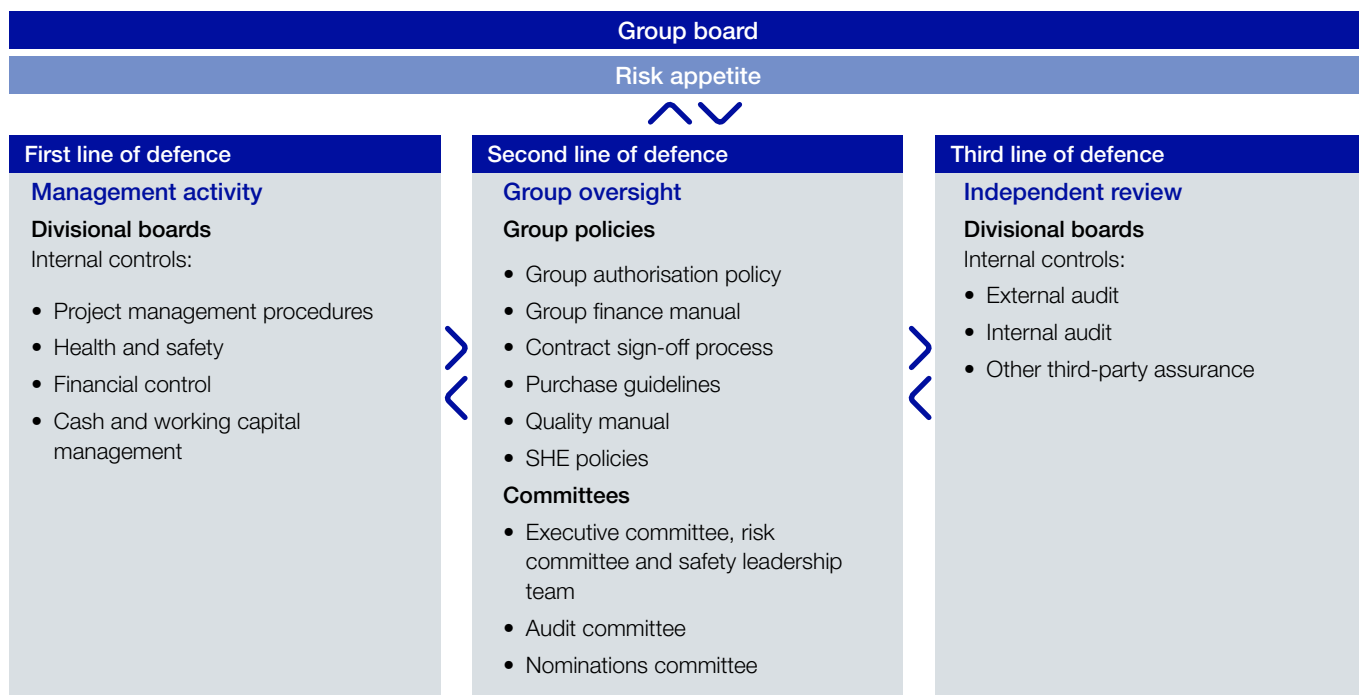 Group board
Risk appetite
First line of defence
Management activity
Divisional boards
Internal controls:
• Project management procedures
• Health and safety
• Financial control
• Cash and working capital
management
Second line of defence
Group oversight
Group policies
• Group authorisation policy
• Group finance manual
• Contract sign-off process
• Purchase guidelines
• Quality manual
• SHE policies
Committees
• Executive committee, risk
committee and safety leadership
team
• Audit committee
• Nominations committee
Third line of defence
Independent review
Divisional boards
Internal controls:
• External audit
• Internal audit
• Other third-party assurance